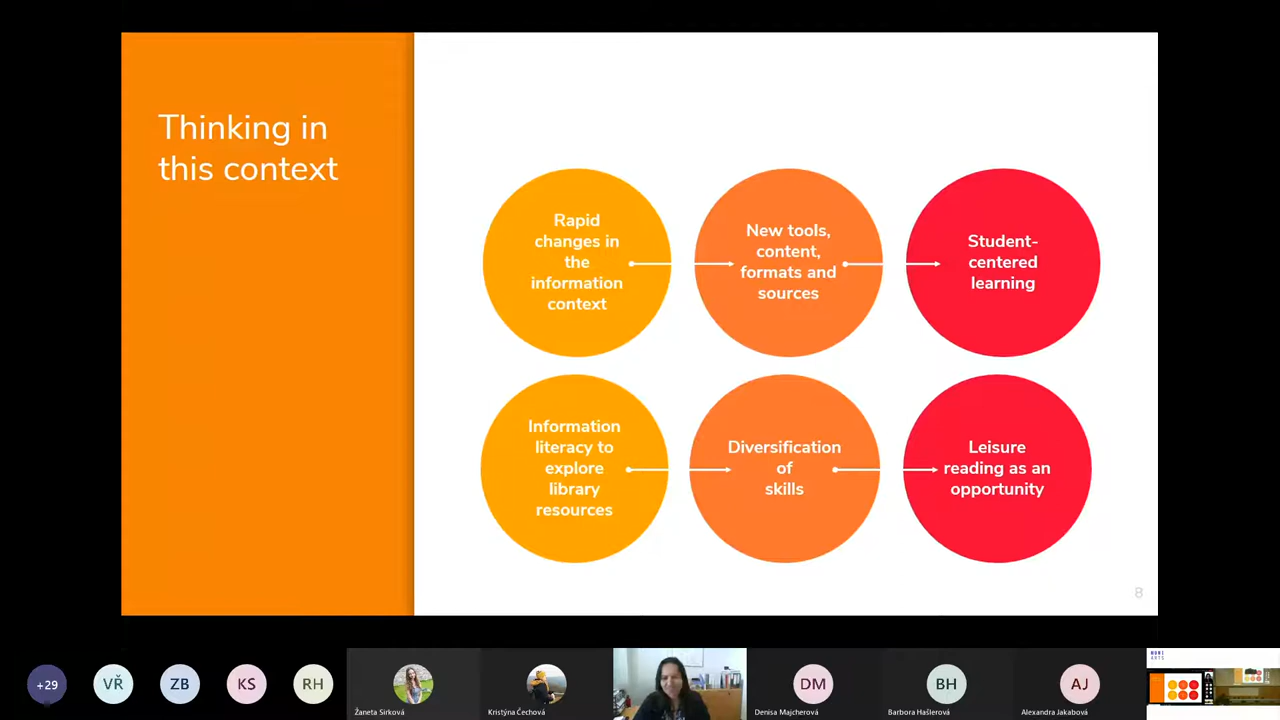 Thinking in
this context
Rapid
changes in
the
information
context
New tools,
content,
formats and
sources
Student-
centered
learning
Information
literacy to
explore
library
resources
Diversification
of
skills
Leisure
reading as an
opportunity
8
+29
VŘ
ZB
KS
RH
Žaneta Sirková
Kristýna Čechová
DM
Denisa Majcherová
BH
Barbora Hašlerová
AJ
Alexandra Jakabová
MUNI
ARTS